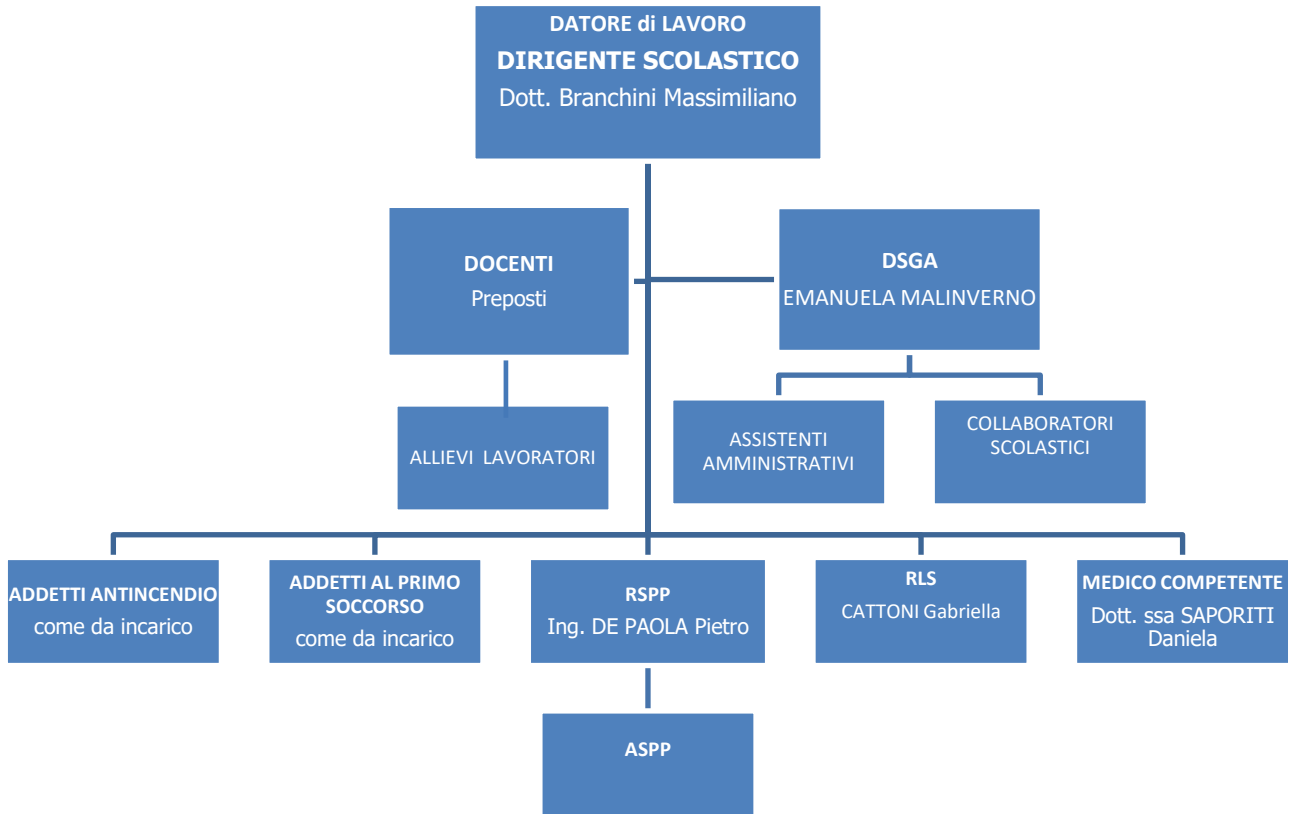 DATORE di LAVORO
DIRIGENTE SCOLASTICO
Dott. Branchini Massimiliano
DOCENTI
Preposti
DSGA
EMANUELA MALINVERNO
ALLIEVI LAVORATORI
ASSISTENTI
AMMINISTRATIVI
COLLABORATORI
SCOLASTICI
ADDETTI ANTINCENDIO
come da incarico
ADDETTI AL PRIMO
SOCCORSO
come da incarico
RSPP
Ing. DE PAOLA Pietro
RLS
CATTONI Gabriella
MEDICO COMPETENTE
Dott. ssa SAPORITI
Daniela
ASPP